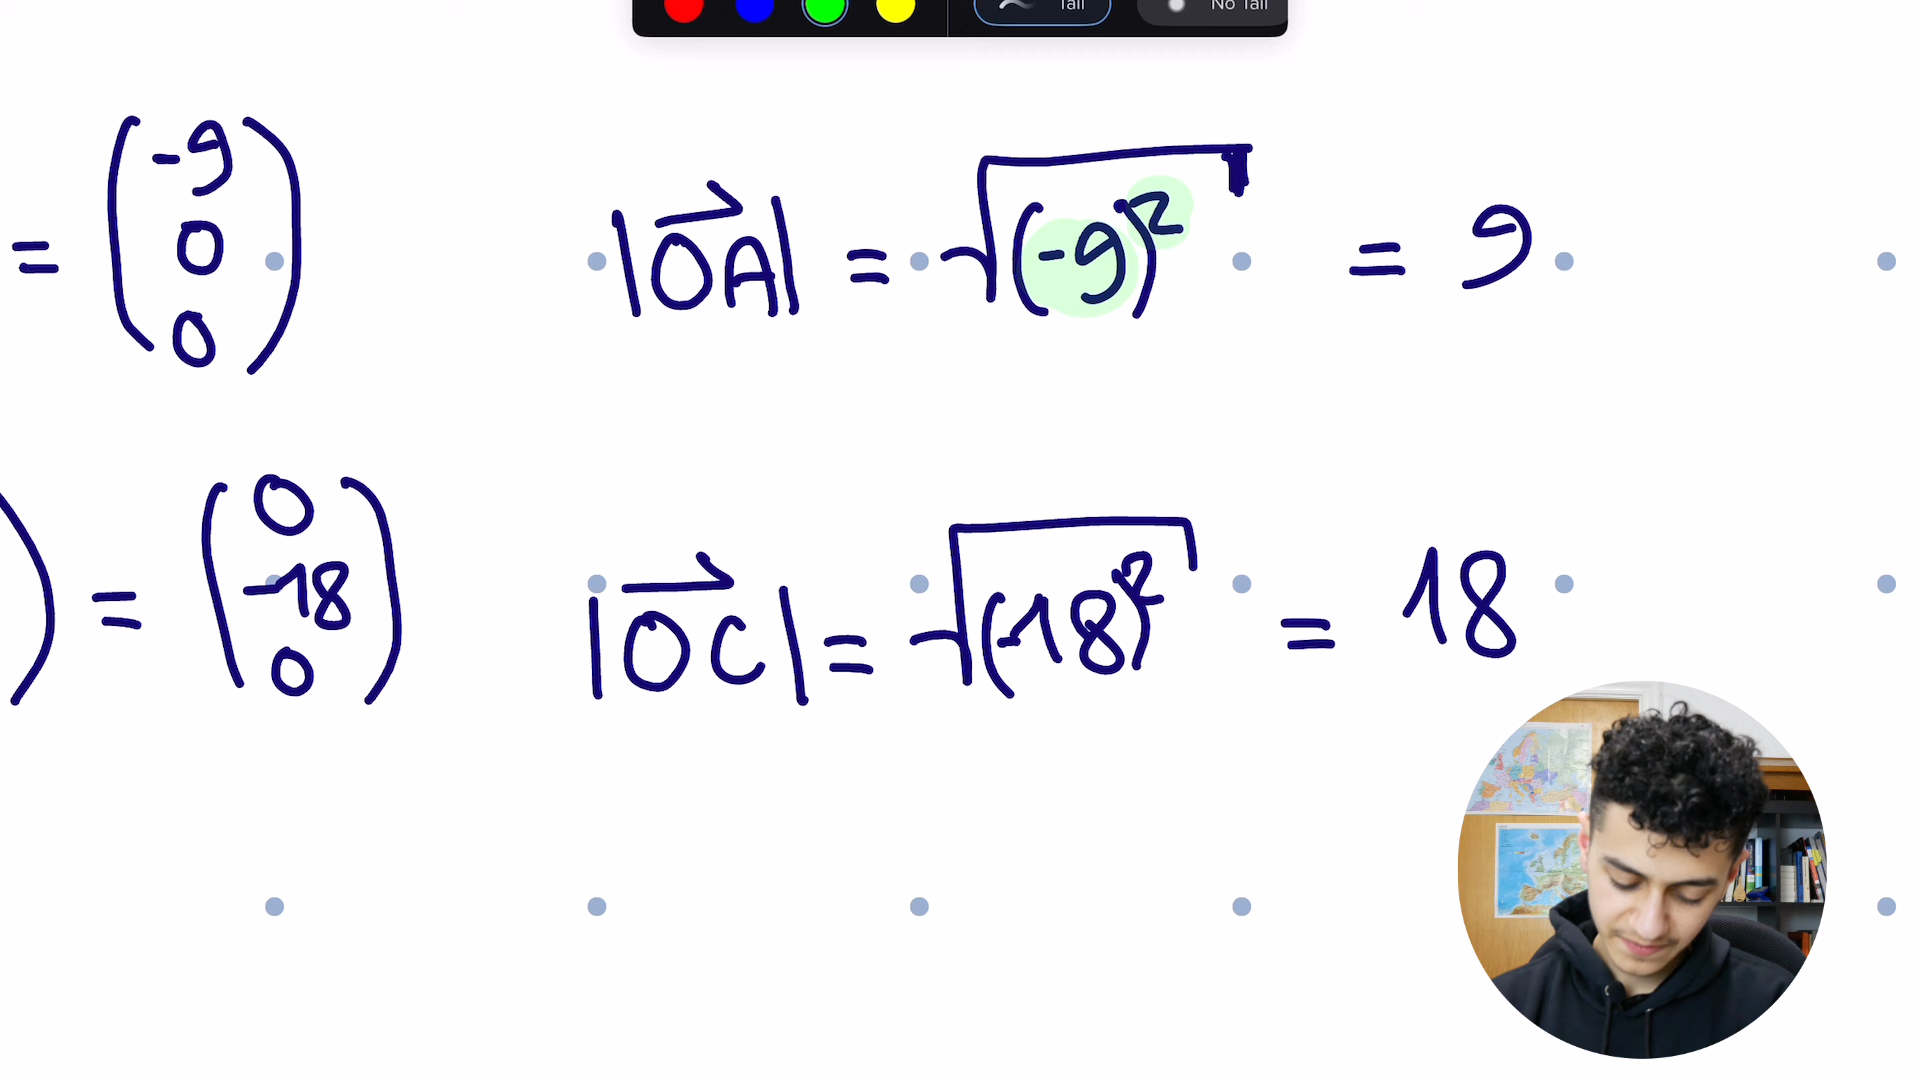 Tail No Tail
= (-9 0 0) |OA| = √(-9)² = 9
) = (0 -18 0) |OC| = √(-18)² = 18